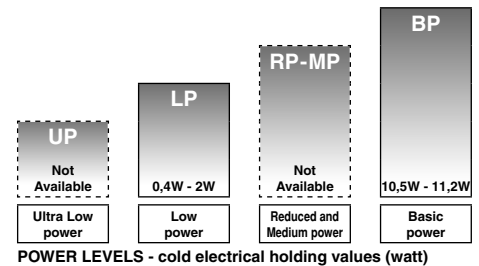 BP
RP-MP
LP
UP
Not
Available
0,4W - 2W
Not
Available
10,5W - 11,2W
Ultra Low
power
Low
power
Reduced and
Medium power
Basic
power
POWER LEVELS - cold electrical holding values (watt)